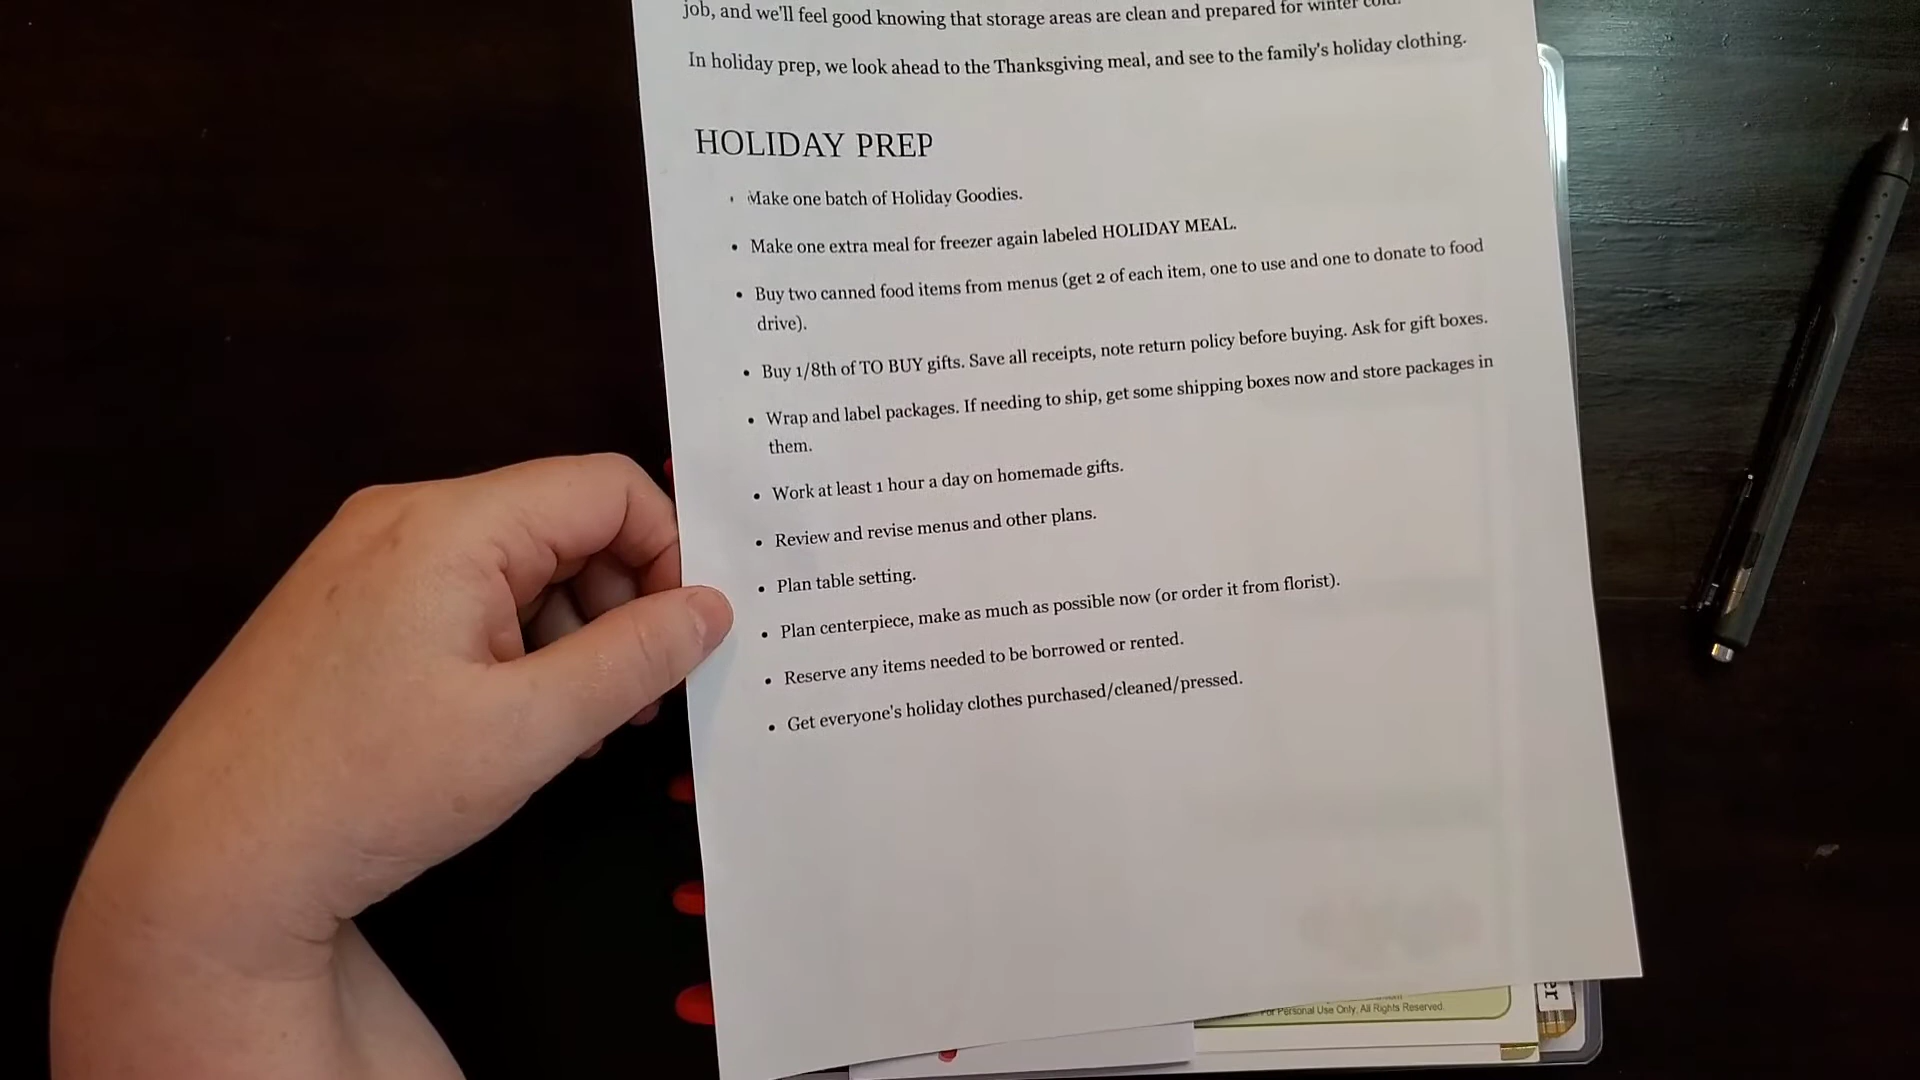 job, and we'll feel good knowing that storage areas are clean and prepared for winter cold.
In holiday prep, we look ahead to the Thanksgiving meal, and see to the family's holiday clothing.
HOLIDAY PREP
• Make one batch of Holiday Goodies.
• Make one extra meal for freezer again labeled HOLIDAY MEAL.
• Buy two canned food items from menus (get 2 of each item, one to use and one to donate to food
drive).
• Buy 1/8th of TO BUY gifts. Save all receipts, note return policy before buying. Ask for gift boxes.
• Wrap and label packages. If needing to ship, get some shipping boxes now and store packages in
them.
• Work at least 1 hour a day on homemade gifts.
• Review and revise menus and other plans.
• Plan table setting.
• Plan centerpiece, make as much as possible now (or order it from florist).
• Reserve any items needed to be borrowed or rented.
• Get everyone's holiday clothes purchased/cleaned/pressed.
For Personal Use Only, All Rights Reserved.
er